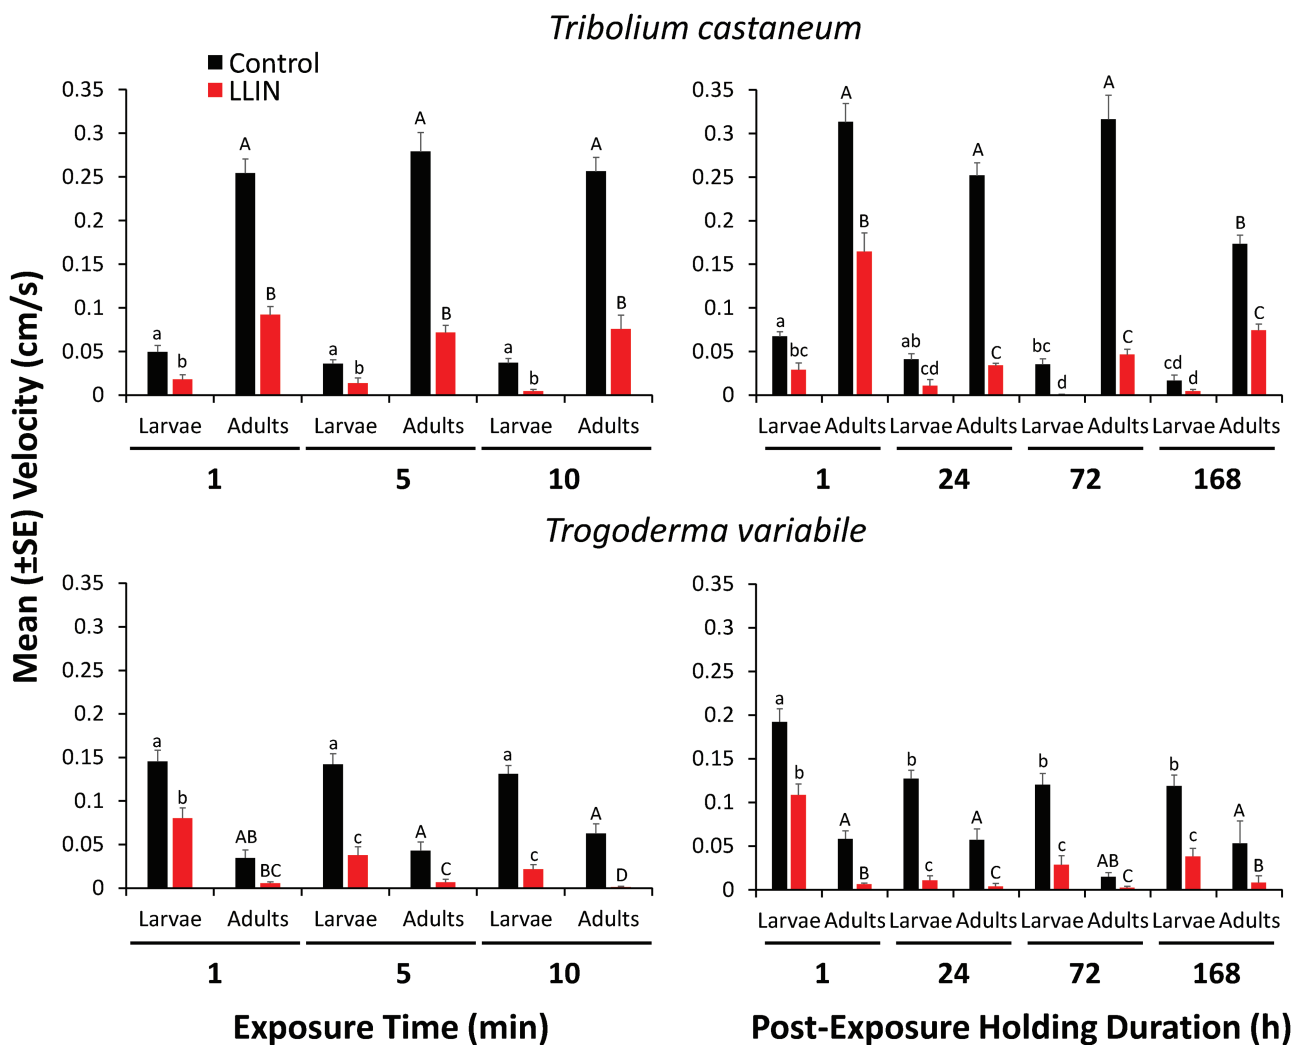 Tribolium castaneum
Control
LLIN
Mean (±SE) Velocity (cm/s)
0.35
0.3
0.25
0.2
0.15
0.1
0.05
0
a
b
A
B
a
b
A
B
a
b
A
B
Larvae Adults Larvae Adults Larvae Adults
1 5 10
0.35
0.3
0.25
0.2
0.15
0.1
0.05
0
a
bc
A
B
ab
cd
A
C
bc
d
A
C
cd
d
B
C
Larvae Adults Larvae Adults Larvae Adults Larvae Adults
1 24 72 168
Trogoderma variabile
0.35
0.3
0.25
0.2
0.15
0.1
0.05
0
a
b
AB
BC
a
c
A
C
a
c
A
D
Larvae Adults Larvae Adults Larvae Adults
1 5 10
Exposure Time (min)
0.35
0.3
0.25
0.2
0.15
0.1
0.05
0
a
b
A
B
b
c
A
C
b
c
AB
C
b
c
A
B
Larvae Adults Larvae Adults Larvae Adults Larvae Adults
1 24 72 168
Post-Exposure Holding Duration (h)